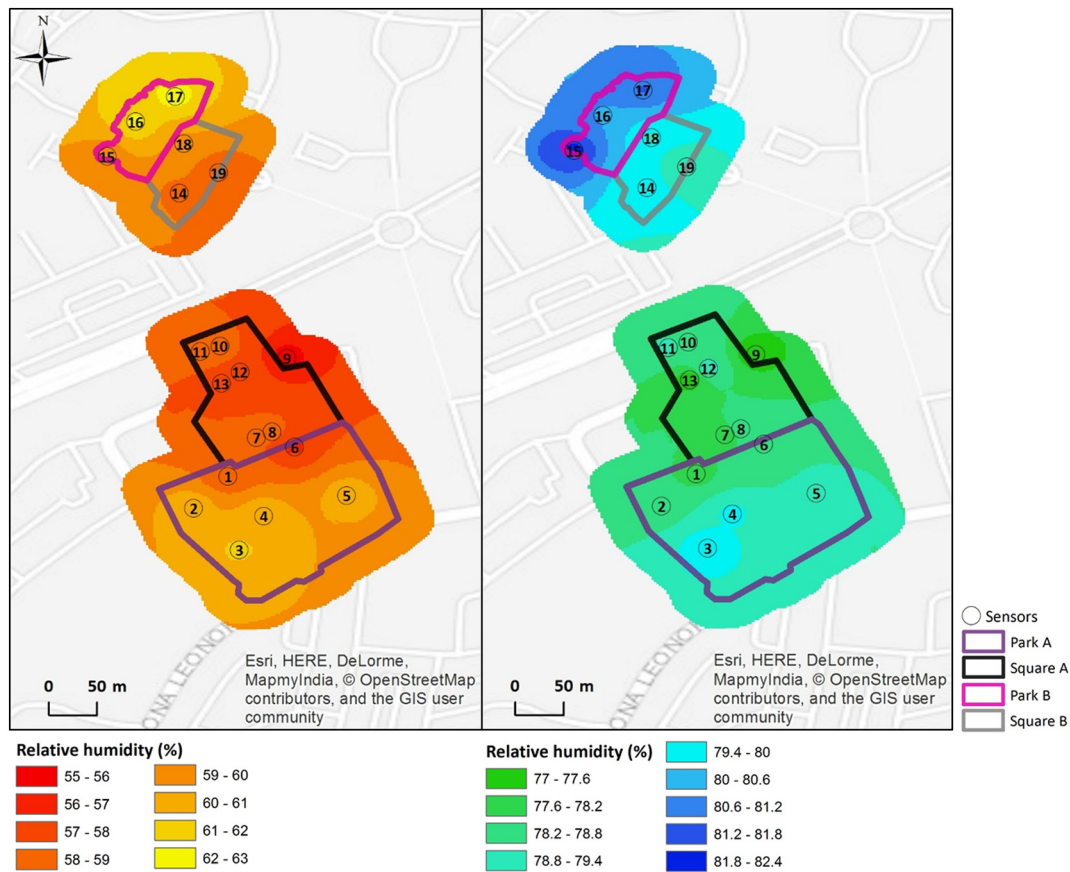 N
17
16
15
18
19
14
11
10
9
12
13
7
8
6
1
2
5
4
3
ONA LEONO
Esri, HERE, DeLorme,
MapmyIndia, © OpenStreetMap
contributors, and the GIS user
community
0 50 m
17
16
15
18
19
14
11
10
9
12
13
7
8
6
1
2
5
4
3
ONA LEONO
Esri, HERE, DeLorme,
MapmyIndia, © OpenStreetMap
contributors, and the GIS user
community
0 50 m
Sensors
Park A
Square A
Park B
Square B
Relative humidity (%)
55 - 56
56 - 57
57 - 58
58 - 59
59 - 60
60 - 61
61 - 62
62 - 63
Relative humidity (%)
77 - 77.6
77.6 - 78.2
78.2 - 78.8
78.8 - 79.4
79.4 - 80
80 - 80.6
80.6 - 81.2
81.2 - 81.8
81.8 - 82.4